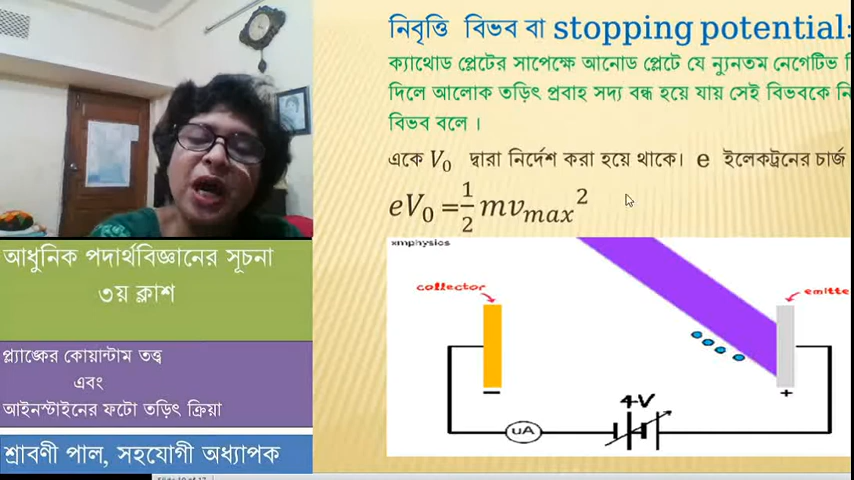 নিবৃত্তি বিভব বা stopping potential:
ক্যাথোড প্লেটের সাপেক্ষে আনোড প্লেটে যে ন্যুনতম নেগেটিভ
দিলে আলোক তড়িৎ প্রবাহ সদ্য বন্ধ হয়ে যায় সেই বিভবকে
বিভব বলে ।
একে V₀ দ্বারা নির্দেশ করা হয়ে থাকে। e ইলেকট্রনের চার্জ
eV₀ = 1/2 mv_max²
xmphysics
collector
emitte
4V
uA
আধুনিক পদার্থবিজ্ঞানের সূচনা
৩য় ক্লাশ
প্ল্যাঙ্কের কোয়ান্টাম তত্ত্ব
এবং
আইনস্টাইনের ফটো তড়িৎ ক্রিয়া
শ্রাবণী পাল, সহযোগী অধ্যাপক